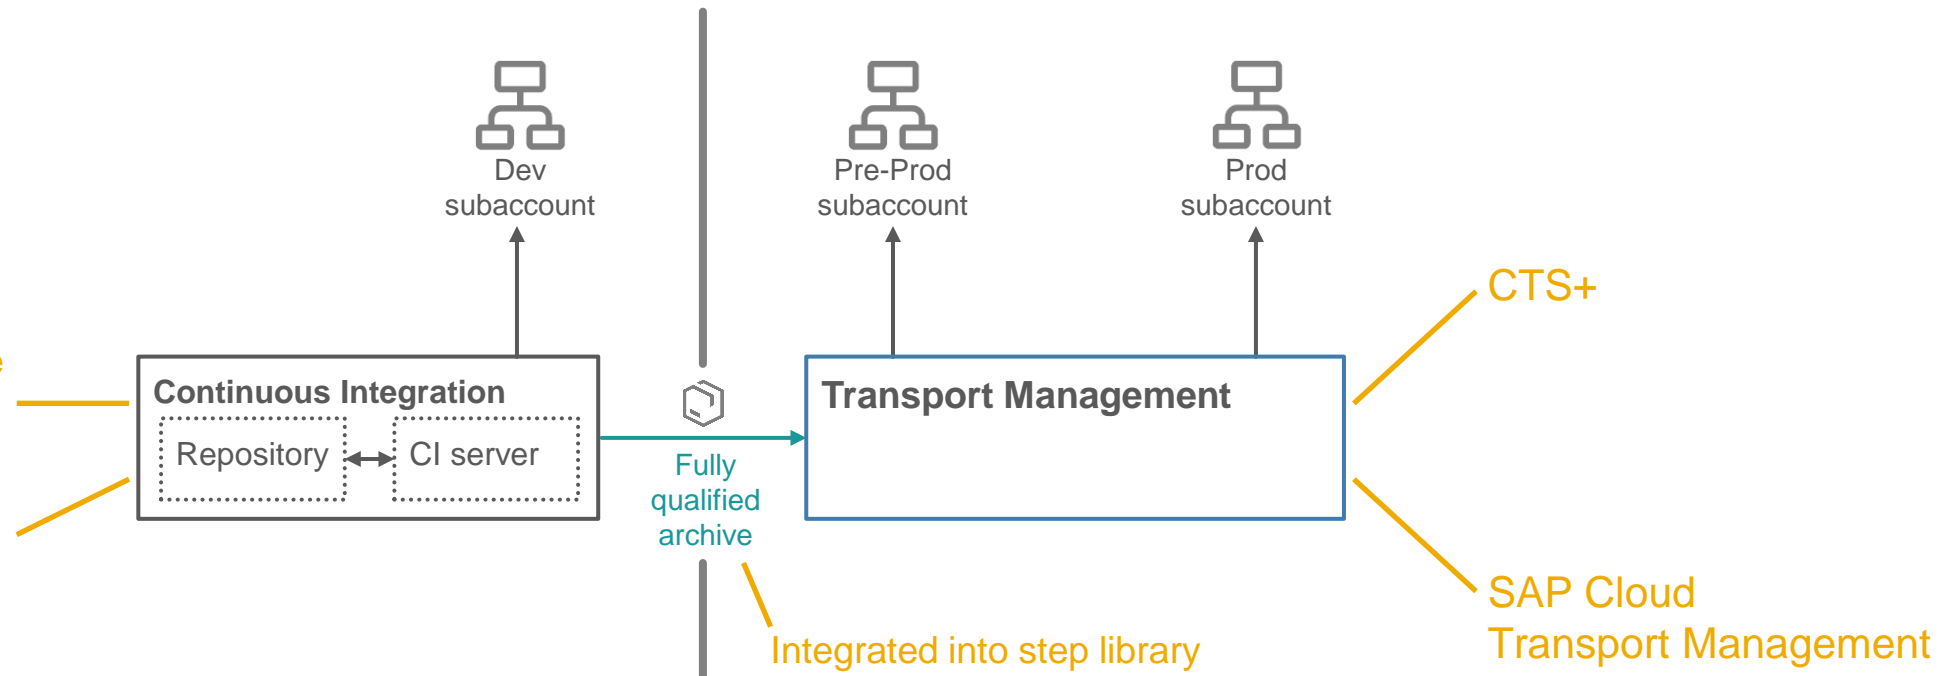 Dev
subaccount
Pre-Prod
subaccount
Prod
subaccount
CTS+
Continuous Integration
Repository
CI server
Fully
qualified
archive
Transport Management
Integrated into step library
SAP Cloud
Transport Management